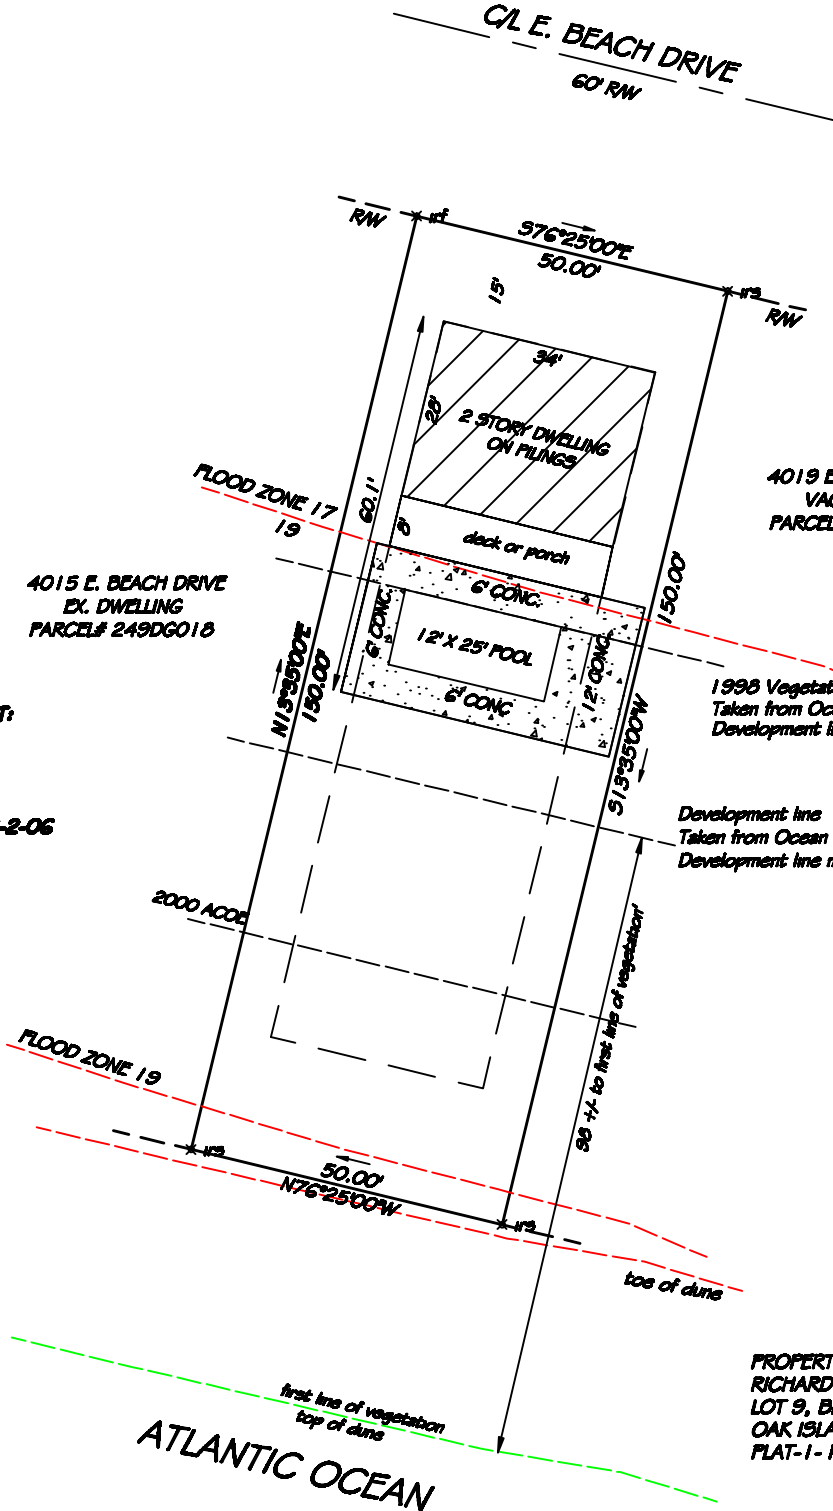 C/L E. BEACH DRIVE
60' R/W
R/W
irf
S76°25'00"E
50.00'
irs
R/W
15'
34'
28'
2 STORY DWELLING
ON PILINGS
4019 E
VA
PARCEL
FLOOD ZONE 17
19
60.1'
8'
deck or porch
150.00'
4015 E. BEACH DRIVE
EX. DWELLING
PARCEL# 249DG018
6' CONC.
6' CONC.
12' X 25' POOL
12' CONC.
6' CONC
N13°35'00"E
150.00'
S13°35'00"W
1998 Vegetat
Taken from Oc
Development li
T:
Development line
Taken from Ocean
Development line m
-2-06
2000 ACOE
98 +/- to first line of vegetation'
FLOOD ZONE 19
irs
50.00'
N76°25'00"W
irs
toe of dune
first line of vegetation
top of dune
ATLANTIC OCEAN
PROPERT
RICHARD
LOT 9, B
OAK ISLA
PLAT-1-1